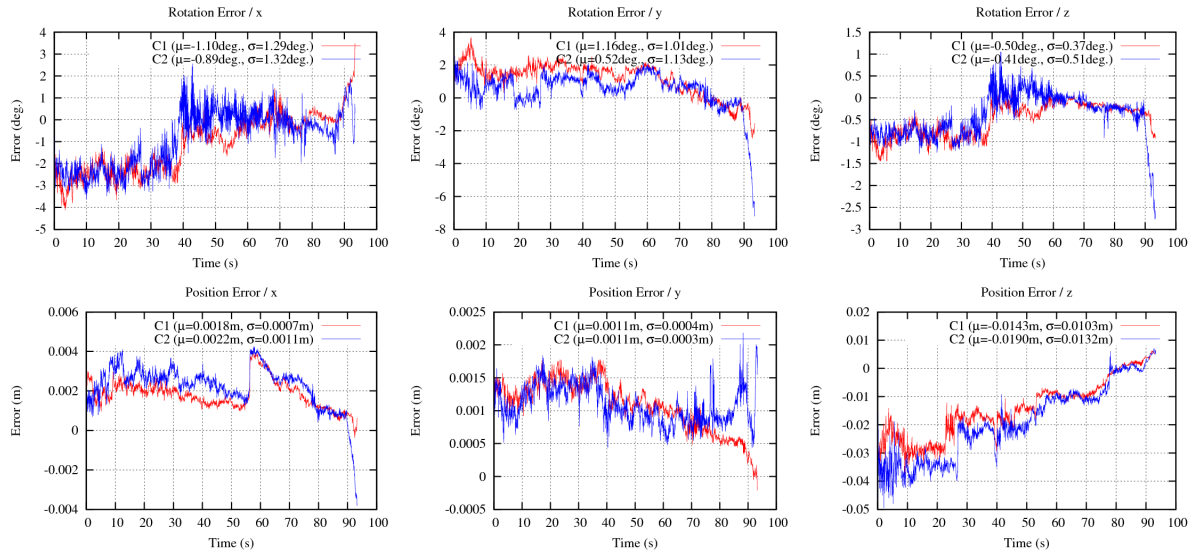 Rotation Error / x
C1 (μ=-1.10deg., σ=1.29deg.)
C2 (μ=-0.89deg., σ=1.32deg.)
Error (deg.)
4
3
2
1
0
-1
-2
-3
-4
-5
0 10 20 30 40 50 60 70 80 90 100
Time (s)
Rotation Error / y
C1 (μ=1.16deg., σ=1.01deg.)
C2 (μ=0.52deg., σ=1.13deg.)
Error (deg.)
4
2
0
-2
-4
-6
-8
0 10 20 30 40 50 60 70 80 90 100
Time (s)
Rotation Error / z
C1 (μ=-0.50deg., σ=0.37deg.)
C2 (μ=-0.41deg., σ=0.51deg.)
Error (deg.)
1.5
1
0.5
0
-0.5
-1
-1.5
-2
-2.5
-3
0 10 20 30 40 50 60 70 80 90 100
Time (s)
Position Error / x
C1 (μ=0.0018m, σ=0.0007m)
C2 (μ=0.0022m, σ=0.0011m)
Error (m)
0.006
0.004
0.002
0
-0.002
-0.004
0 10 20 30 40 50 60 70 80 90 100
Time (s)
Position Error / y
C1 (μ=0.0011m, σ=0.0004m)
C2 (μ=0.0011m, σ=0.0003m)
Error (m)
0.0025
0.002
0.0015
0.001
0.0005
0
-0.0005
0 10 20 30 40 50 60 70 80 90 100
Time (s)
Position Error / z
C1 (μ=-0.0143m, σ=0.0103m)
C2 (μ=-0.0190m, σ=0.0132m)
Error (m)
0.02
0.01
0
-0.01
-0.02
-0.03
-0.04
-0.05
0 10 20 30 40 50 60 70 80 90 100
Time (s)